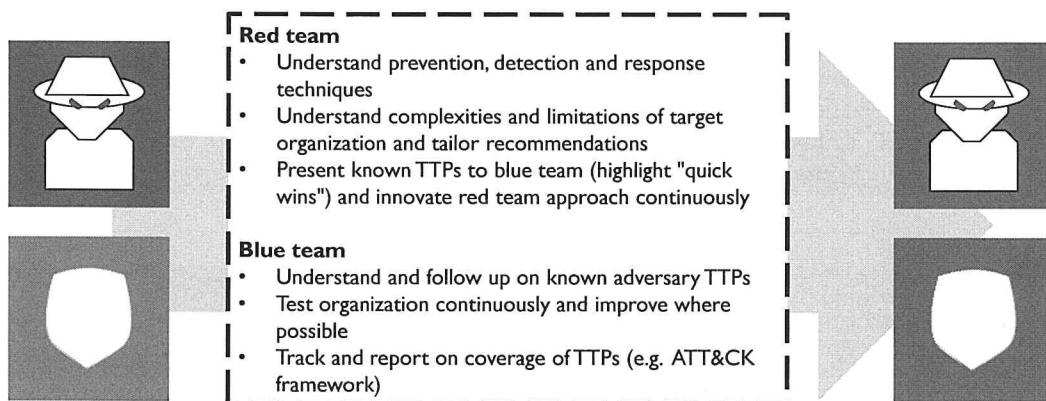 Red team
• Understand prevention, detection and response
techniques
• Understand complexities and limitations of target
organization and tailor recommendations
• Present known TTPs to blue team (highlight "quick
wins") and innovate red team approach continuously
Blue team
• Understand and follow up on known adversary TTPs
• Test organization continuously and improve where
possible
• Track and report on coverage of TTPs (e.g. ATT&CK
framework)